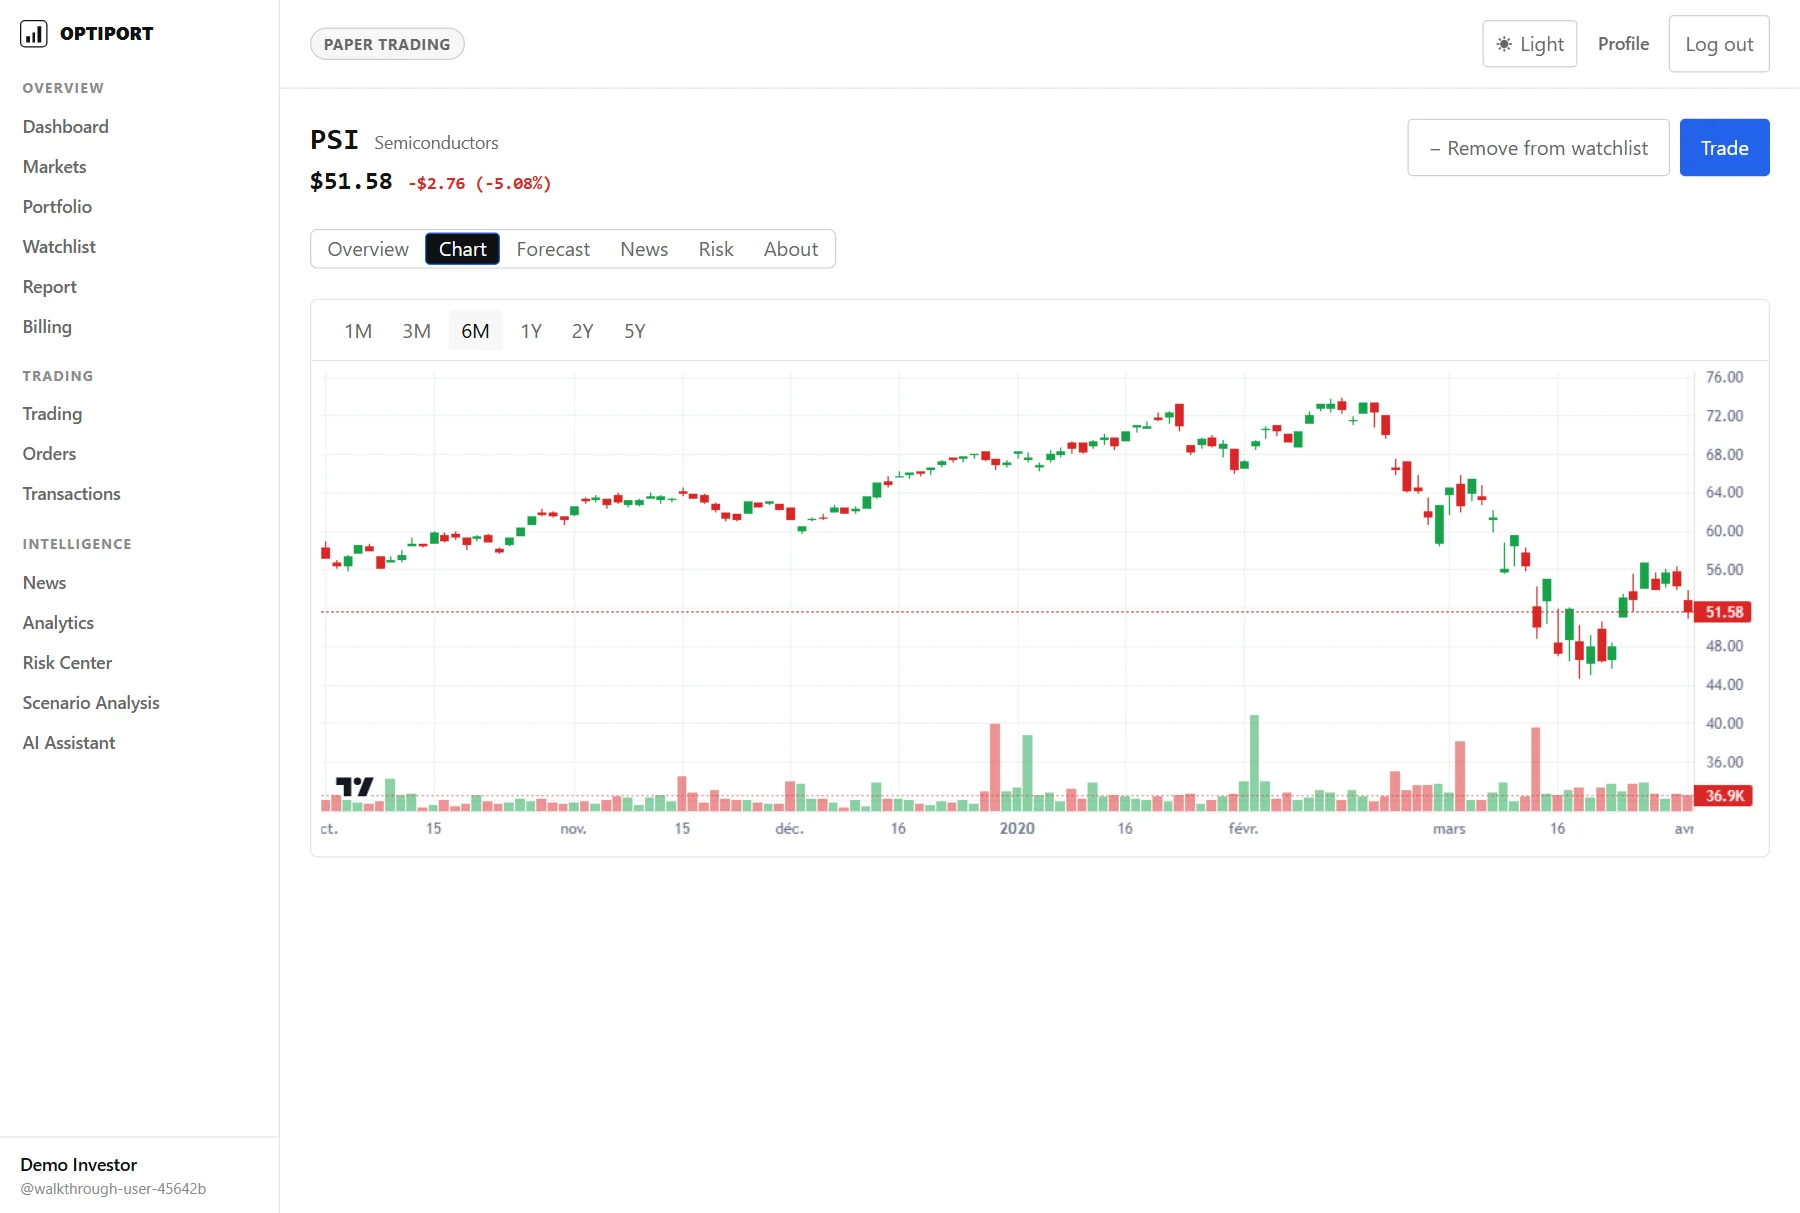 OPTIPORT
OVERVIEW
Dashboard
Markets
Portfolio
Watchlist
Report
Billing
TRADING
Trading
Orders
Transactions
INTELLIGENCE
News
Analytics
Risk Center
Scenario Analysis
AI Assistant
Demo Investor
@walkthrough-user-45642b
PAPER TRADING
☀ Light
Profile
Log out
PSI Semiconductors
$51.58 -$2.76 (-5.08%)
− Remove from watchlist
Trade
Overview Chart Forecast News Risk About
1M 3M 6M 1Y 2Y 5Y
76.00
72.00
68.00
64.00
60.00
56.00
51.58
48.00
44.00
40.00
36.00
36.9K
ct. 15 nov. 15 déc. 16 2020 16 févr. mars 16 avr